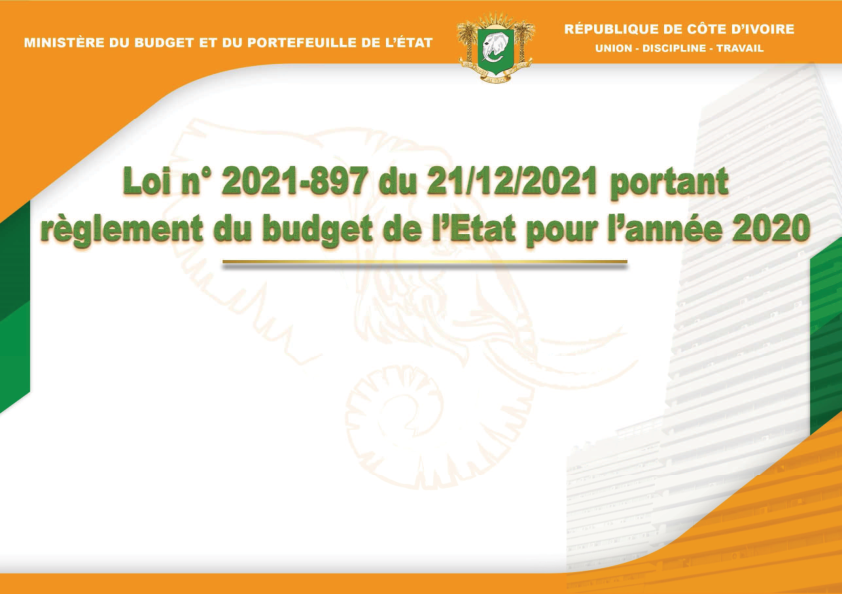 MINISTÈRE DU BUDGET ET DU PORTEFEUILLE DE L'ÉTAT
RÉPUBLIQUE DE CÔTE D'IVOIRE
UNION - DISCIPLINE - TRAVAIL
Loi n° 2021-897 du 21/12/2021 portant
règlement du budget de l'Etat pour l'année 2020